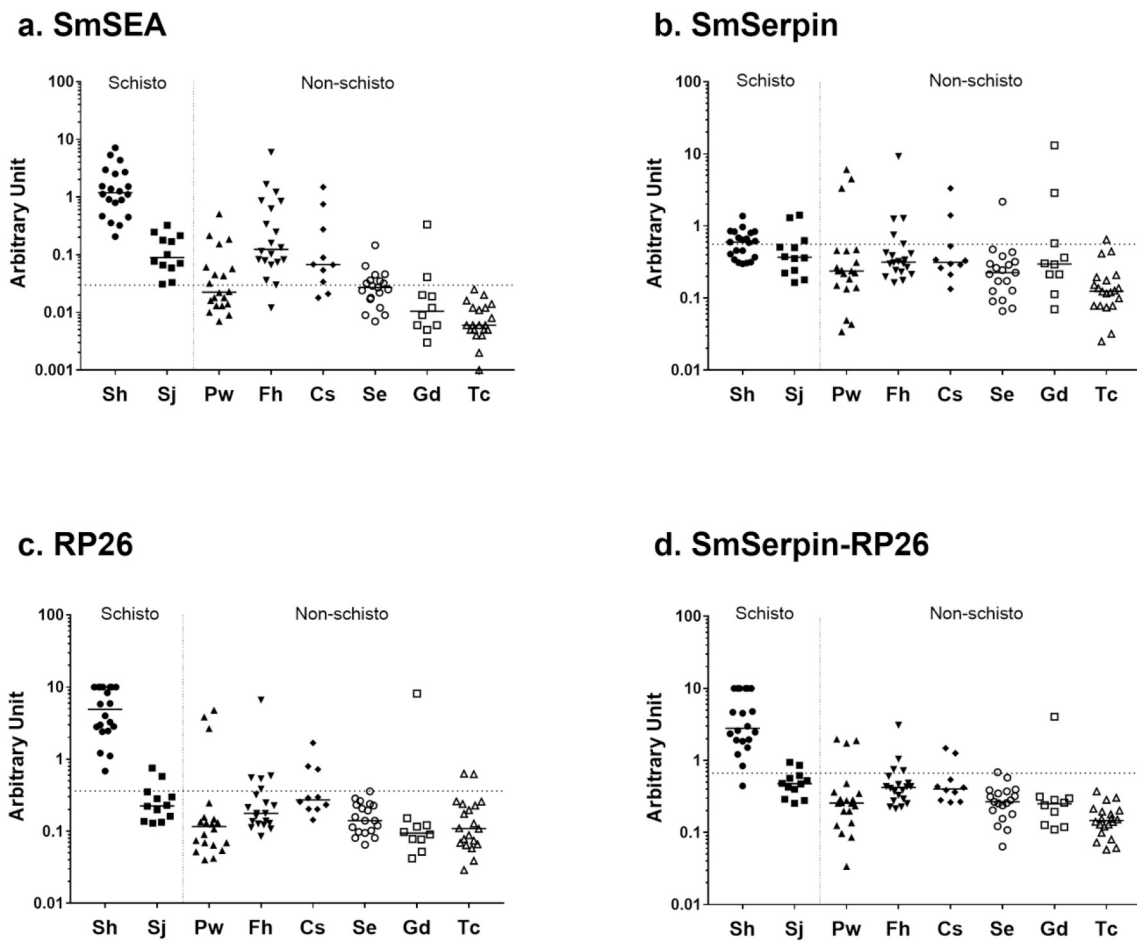 a. SmSEA
Schisto Non-schisto
100
10
1
0.1
0.01
0.001
Arbitrary Unit
Sh Sj Pw Fh Cs Se Gd Tc
b. SmSerpin
Schisto Non-schisto
100
10
1
0.1
0.01
Arbitrary Unit
Sh Sj Pw Fh Cs Se Gd Tc
c. RP26
Schisto Non-schisto
100
10
1
0.1
0.01
Arbitrary Unit
Sh Sj Pw Fh Cs Se Gd Tc
d. SmSerpin-RP26
Schisto Non-schisto
100
10
1
0.1
0.01
Arbitrary Unit
Sh Sj Pw Fh Cs Se Gd Tc